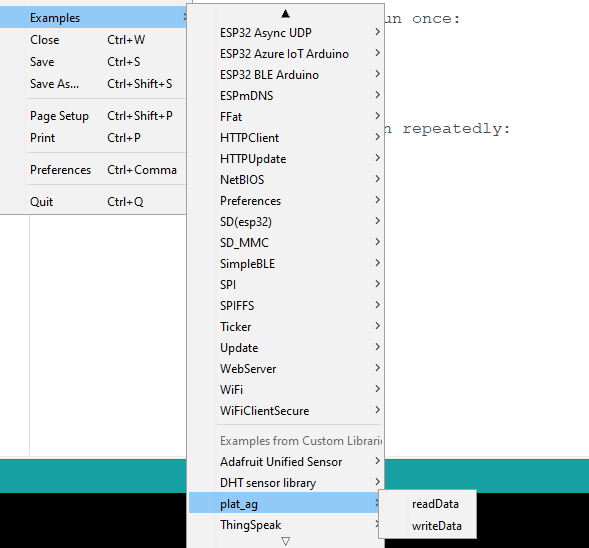 Examples
Close Ctrl+W
Save Ctrl+S
Save As... Ctrl+Shift+S
Page Setup Ctrl+Shift+P
Print Ctrl+P
Preferences Ctrl+Comma
Quit Ctrl+Q
ESP32 Async UDP
ESP32 Azure IoT Arduino
ESP32 BLE Arduino
ESPmDNS
FFat
HTTPClient
HTTPUpdate
NetBIOS
Preferences
SD(esp32)
SD_MMC
SimpleBLE
SPI
SPIFFS
Ticker
Update
WebServer
WiFi
WiFiClientSecure
Examples from Custom Librari
Adafruit Unified Sensor
DHT sensor library
plat_ag
ThingSpeak
readData
writeData
un once:
n repeatedly: